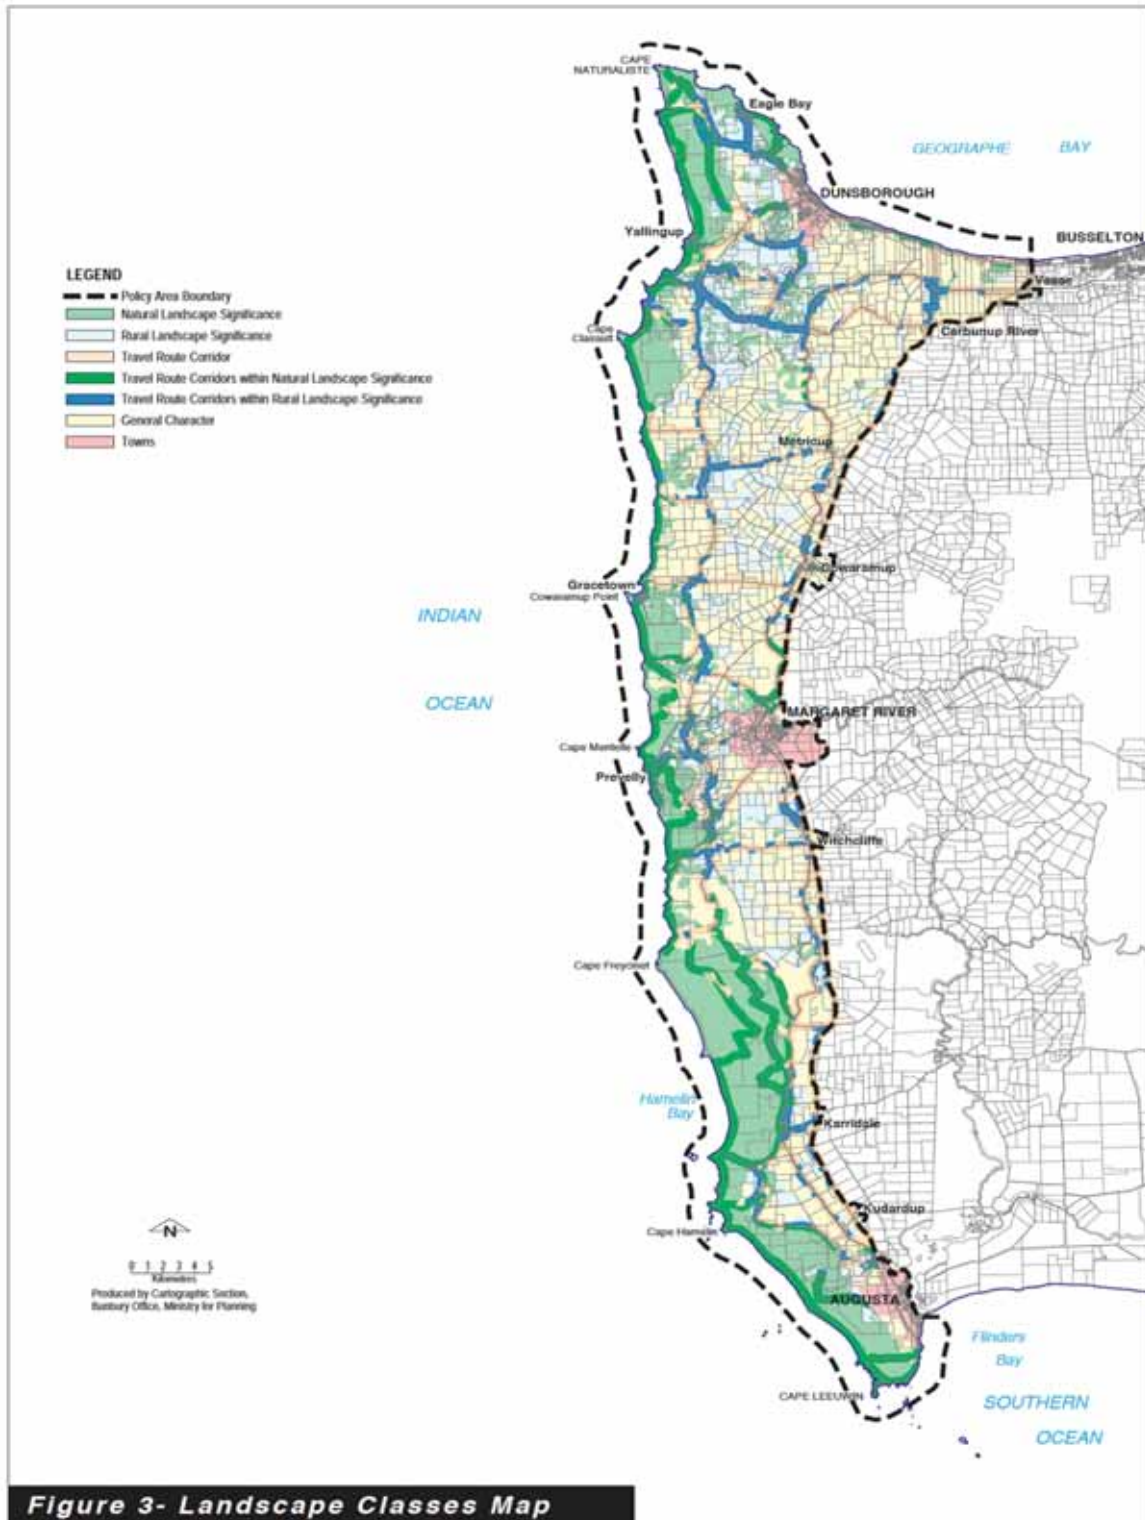 CAPE
NATURALISTE
Eagle Bay
GEOGRAPHE BAY
DUNSBOROUGH
Yallingup
BUSSELTON
Vasse
LEGEND
Policy Area Boundary
Natural Landscape Significance
Rural Landscape Significance
Travel Route Corridor
Travel Route Corridors within Natural Landscape Significance
Travel Route Corridors within Rural Landscape Significance
General Character
Towns
Cape
Clairault
Carbunup River
Metricup
Cowaramup
Gracetown
Cowaramup Point
INDIAN
OCEAN
MARGARET RIVER
Cape Mentelle
Prevelly
Witchcliffe
Cape Freycinet
Hamelin
Bay
Karridale
Kudardup
Cape Hamelin
N
0 1 2 3 4 5
Kilometres
Produced by Cartographic Section,
Bunbury Office, Ministry for Planning
AUGUSTA
Flinders
Bay
CAPE LEEUWIN
SOUTHERN
OCEAN
Figure 3- Landscape Classes Map